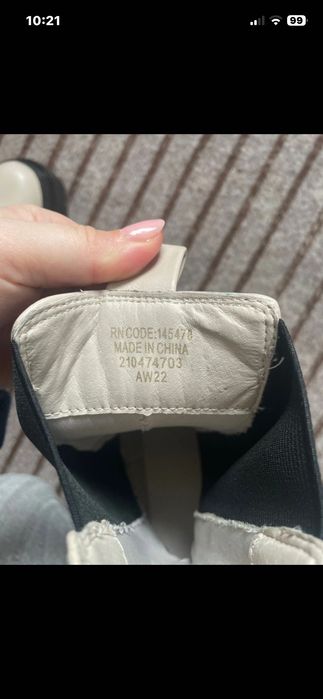 10:21
99
RN CODE:145478
MADE IN CHINA
210474703
AW22